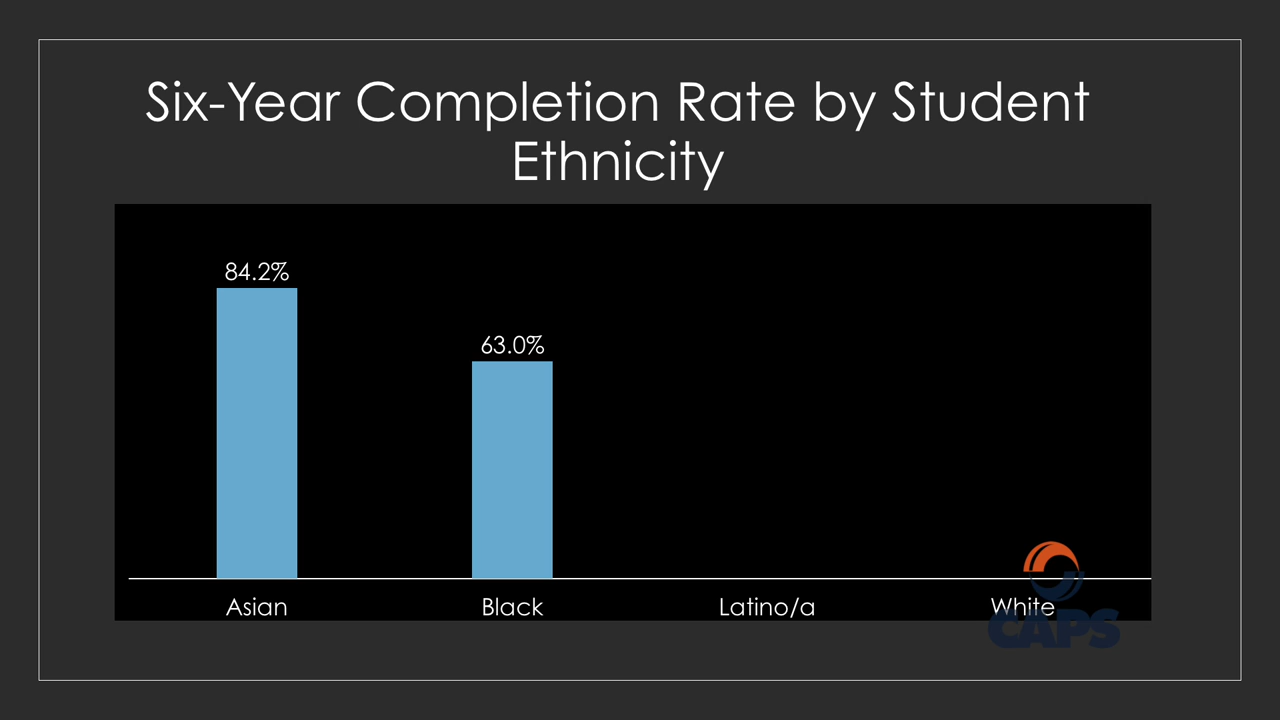 Six-Year Completion Rate by Student
Ethnicity
84.2%
63.0%
Asian
Black
Latino/a
White
CAPS